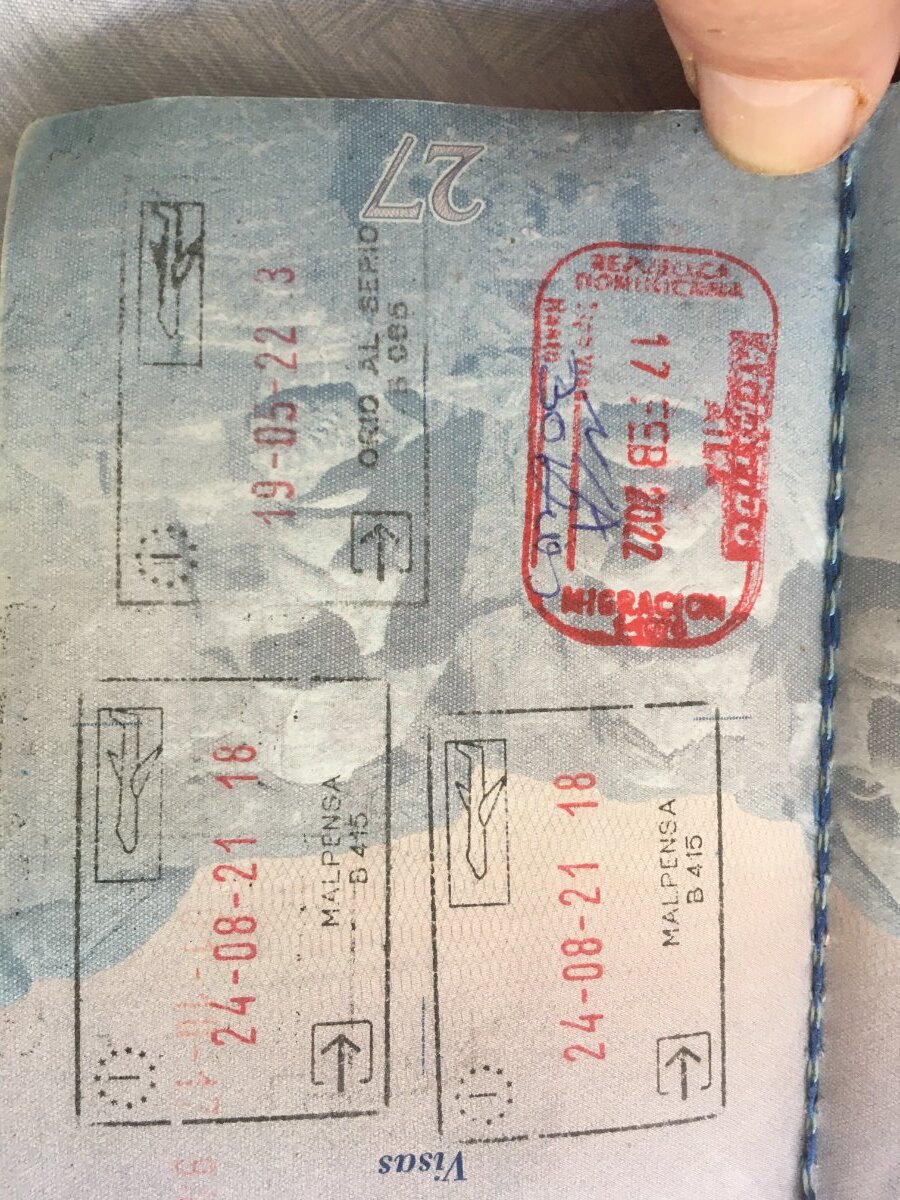 27
REPUBLICA
DOMINICANA
17 FEB 2022
MIGRACION
19-05-22 3
ORIO AL SERIO
085
I
24-08-21 18
MALPENSA
B 415
I
24-08-21 18
MALPENSA
B 415
I
Visas